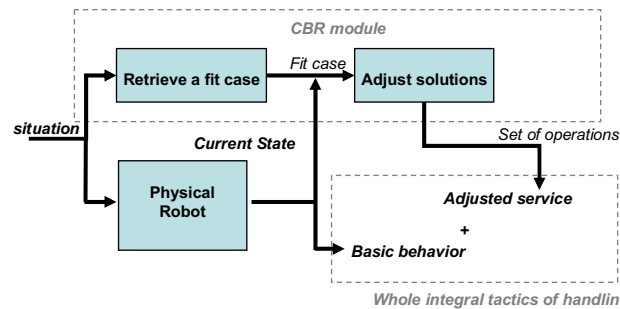 CBR module
Retrieve a fit case
Fit case
Adjust solutions
situation
Current State
Set of operations
Physical
Robot
Adjusted service
+
Basic behavior
Whole integral tactics of handlin